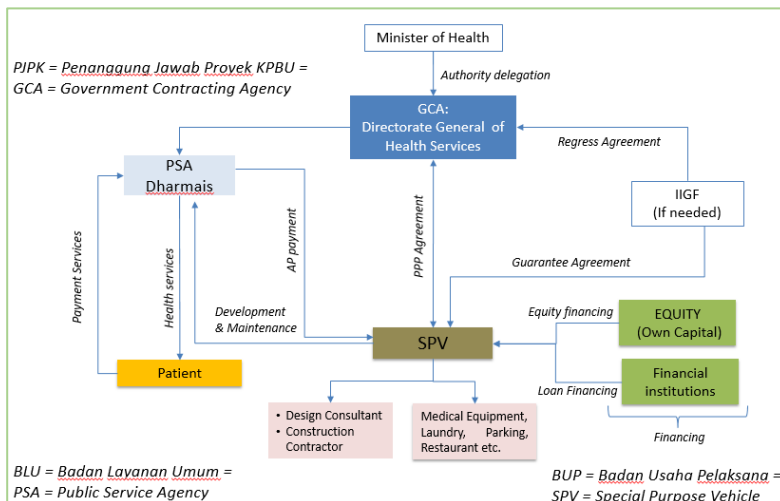 Minister of Health
PJPK = Penanggung Jawab Proyek KPBU =
GCA = Government Contracting Agency
Authority delegation
GCA:
Directorate General of
Health Services
Regress Agreement
PSA
Dharmais
IIGF
(If needed)
AP payment
PPP Agreement
Payment Services
Health services
Guarantee Agreement
Development
& Maintenance
Equity financing
EQUITY
(Own Capital)
SPV
Patient
Financial
institutions
Loan Financing
• Design Consultant
• Construction
Contractor
Medical Equipment,
Laundry, Parking,
Restaurant etc.
Financing
BLU = Badan Layanan Umum =
PSA = Public Service Agency
BUP = Badan Usaha Pelaksana =
SPV = Special Purpose Vehicle